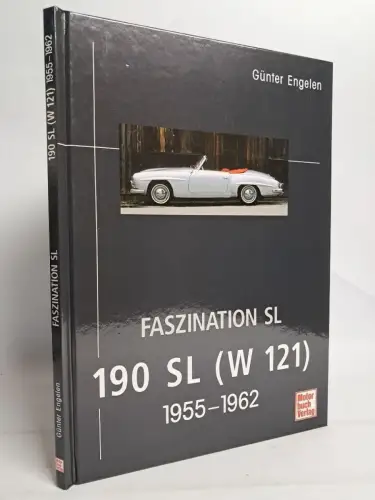 Günter Engelen
FASZINATION SL
190 SL (W 121)
1955–1962
Motor
buch
Verlag
Günter Engelen FASZINATION SL 190 SL (W 121) 1955–1962